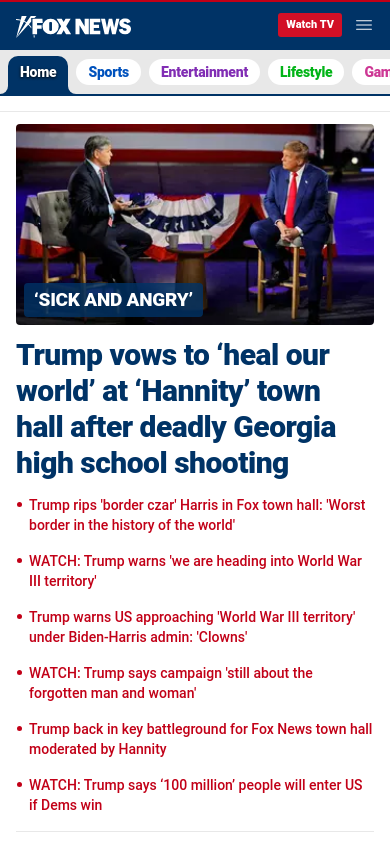 FOX NEWS
Watch TV
Home
Sports
Entertainment
Lifestyle
Gam
‘SICK AND ANGRY’
Trump vows to ‘heal our
world’ at ‘Hannity’ town
hall after deadly Georgia
high school shooting
Trump rips 'border czar' Harris in Fox town hall: 'Worst
border in the history of the world'
WATCH: Trump warns 'we are heading into World War
III territory'
Trump warns US approaching 'World War III territory'
under Biden-Harris admin: 'Clowns'
WATCH: Trump says campaign 'still about the
forgotten man and woman'
Trump back in key battleground for Fox News town hall
moderated by Hannity
WATCH: Trump says ‘100 million’ people will enter US
if Dems win